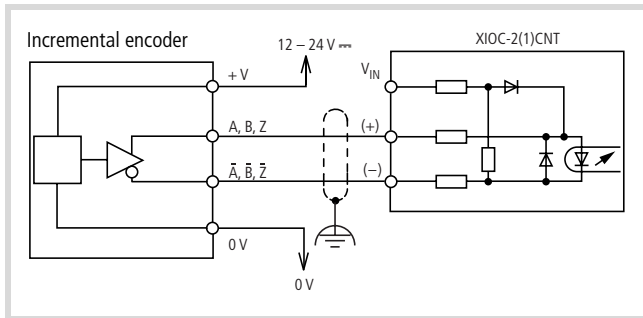 Incremental encoder
12 – 24 V ⎓
XIOC-2(1)CNT
+ V
V_IN
A, B, Z
(+)
A̅, B̅, Z̅
(–)
0 V
0 V